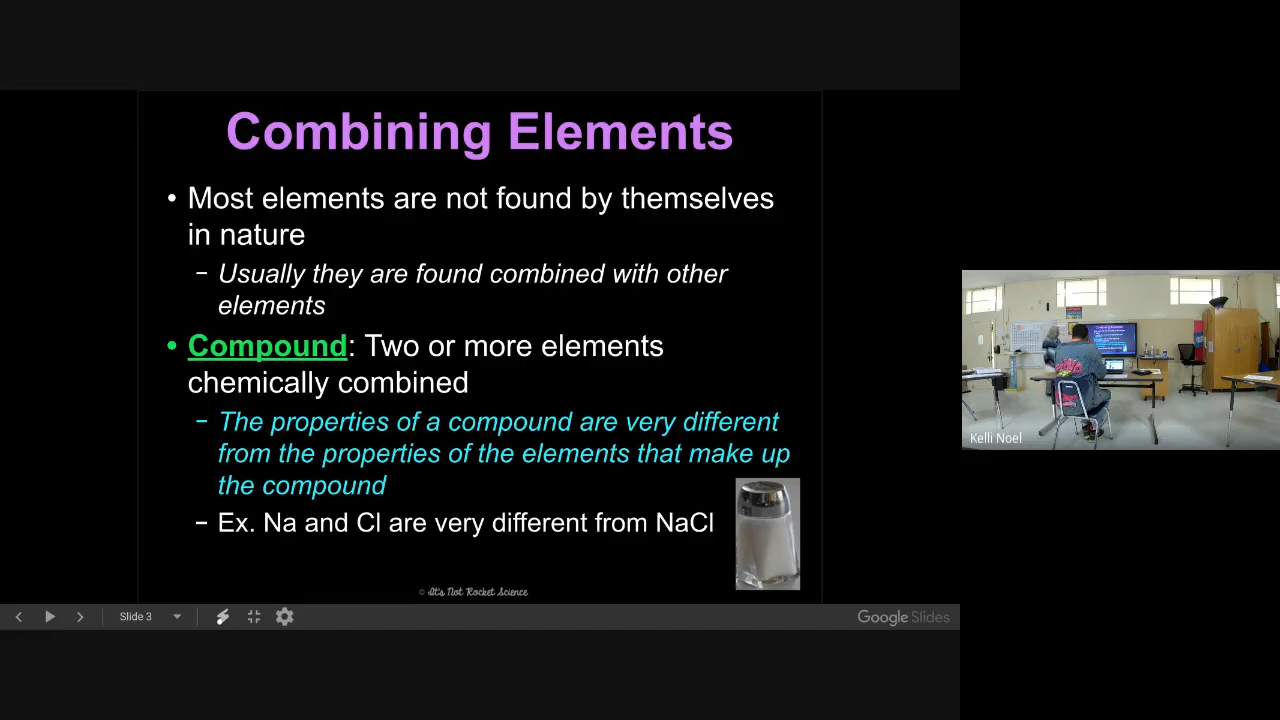 Combining Elements
• Most elements are not found by themselves
in nature
− Usually they are found combined with other
elements
• Compound: Two or more elements
chemically combined
− The properties of a compound are very different
from the properties of the elements that make up
the compound
− Ex. Na and Cl are very different from NaCl
© It's Not Rocket Science
Slide 3
Google Slides
Kelli Noel